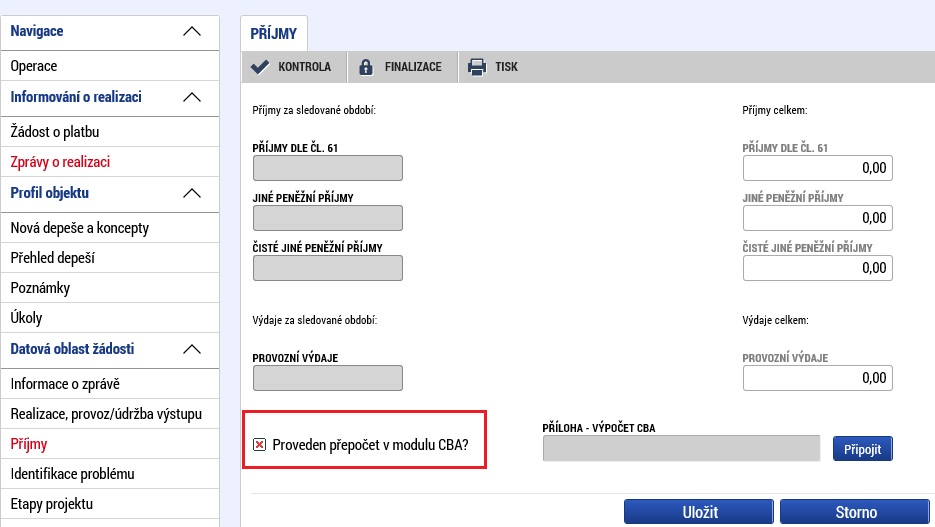 Navigace
Operace
Informování o realizaci
Žádost o platbu
Zprávy o realizaci
Profil objektu
Nová depeše a koncepty
Přehled depeší
Poznámky
Úkoly
Datová oblast žádosti
Informace o zprávě
Realizace, provoz/údržba výstupu
Příjmy
Identifikace problému
Etapy projektu
PŘÍJMY
KONTROLA FINALIZACE TISK
Příjmy za sledované období: Příjmy celkem:
PŘÍJMY DLE ČL. 61 PŘÍJMY DLE ČL. 61
0,00
JINÉ PENĚŽNÍ PŘÍJMY JINÉ PENĚŽNÍ PŘÍJMY
0,00
ČISTÉ JINÉ PENĚŽNÍ PŘÍJMY ČISTÉ JINÉ PENĚŽNÍ PŘÍJMY
0,00
Výdaje za sledované období: Výdaje celkem:
PROVOZNÍ VÝDAJE PROVOZNÍ VÝDAJE
0,00
Proveden přepočet v modulu CBA?
PŘÍLOHA - VÝPOČET CBA
Připojit
Uložit Storno